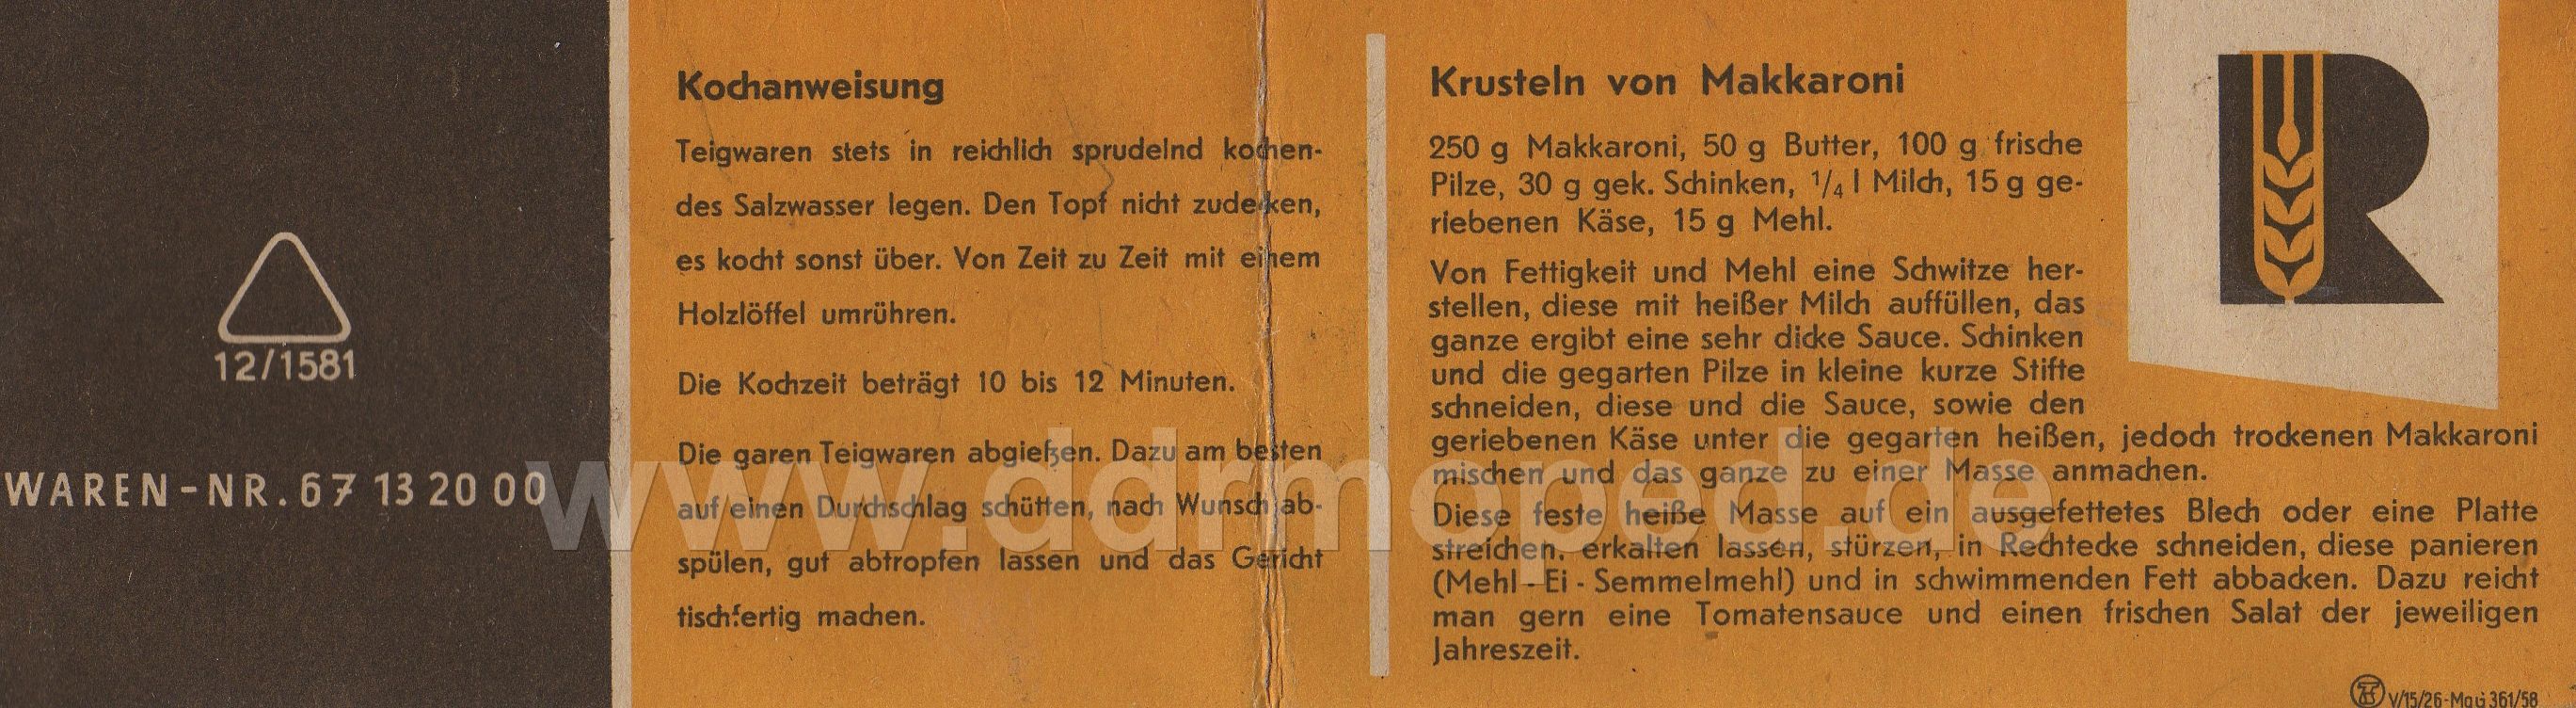 12/1581
WAREN-NR. 67 13 20 00
Kochanweisung
Teigwaren stets in reichlich sprudelnd kochen-
des Salzwasser legen. Den Topf nicht zudecken,
es kocht sonst über. Von Zeit zu Zeit mit einem
Holzlöffel umrühren.
Die Kochzeit beträgt 10 bis 12 Minuten.
Die garen Teigwaren abgießen. Dazu am besten
auf einen Durchschlag schütten, nach Wunsch ab-
spülen, gut abtropfen lassen und das Gericht
tischfertig machen.
Krusteln von Makkaroni
250 g Makkaroni, 50 g Butter, 100 g frische
Pilze, 30 g gek. Schinken, 1/4 l Milch, 15 g ge-
riebenen Käse, 15 g Mehl.
Von Fettigkeit und Mehl eine Schwitze her-
stellen, diese mit heißer Milch auffüllen, das
ganze ergibt eine sehr dicke Sauce. Schinken
und die gegarten Pilze in kleine kurze Stifte
schneiden, diese und die Sauce, sowie den
geriebenen Käse unter die gegarten heißen, jedoch trockenen Makkaroni
mischen und das ganze zu einer Masse anmachen.
Diese feste heiße Masse auf ein ausgefettetes Blech oder eine Platte
streichen, erkalten lassen, stürzen, in Rechtecke schneiden, diese panieren
(Mehl - Ei - Semmelmehl) und in schwimmenden Fett abbacken. Dazu reicht
man gern eine Tomatensauce und einen frischen Salat der jeweiligen
Jahreszeit.
R
V/15/26-MaG 361/58
www.ddrmoped.de